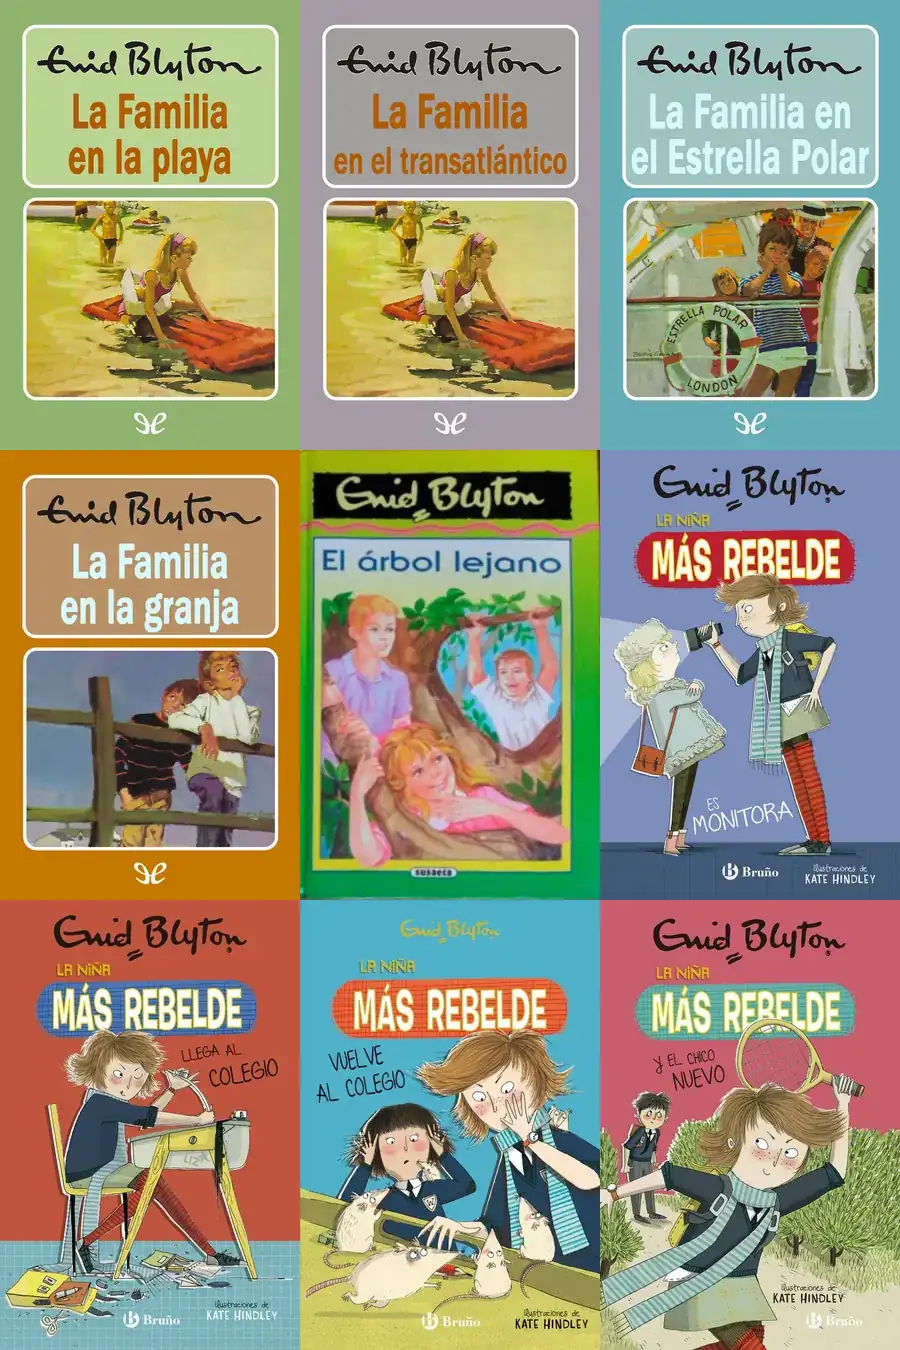 Enid Blyton
La Familia
en la playa
Enid Blyton
La Familia
en el transatlántico
Enid Blyton
La Familia en
el Estrella Polar
ESTRELLA POLAR
LONDON
Enid Blyton
La Familia
en la granja
Enid Blyton
El árbol lejano
susaeta
Enid Blyton
LA NIÑA
MÁS REBELDE
ES
MONITORA
Bruño
Ilustraciones de
KATE HINDLEY
Enid Blyton
LA NIÑA
MÁS REBELDE
LLEGA AL
COLEGIO
Bruño
Ilustraciones de
KATE HINDLEY
Enid Blyton
LA NIÑA
MÁS REBELDE
VUELVE
AL COLEGIO
Bruño
Ilustraciones de
KATE HINDLEY
Enid Blyton
LA NIÑA
MÁS REBELDE
Y EL CHICO
NUEVO
Bruño
Ilustraciones de
KATE HINDLEY